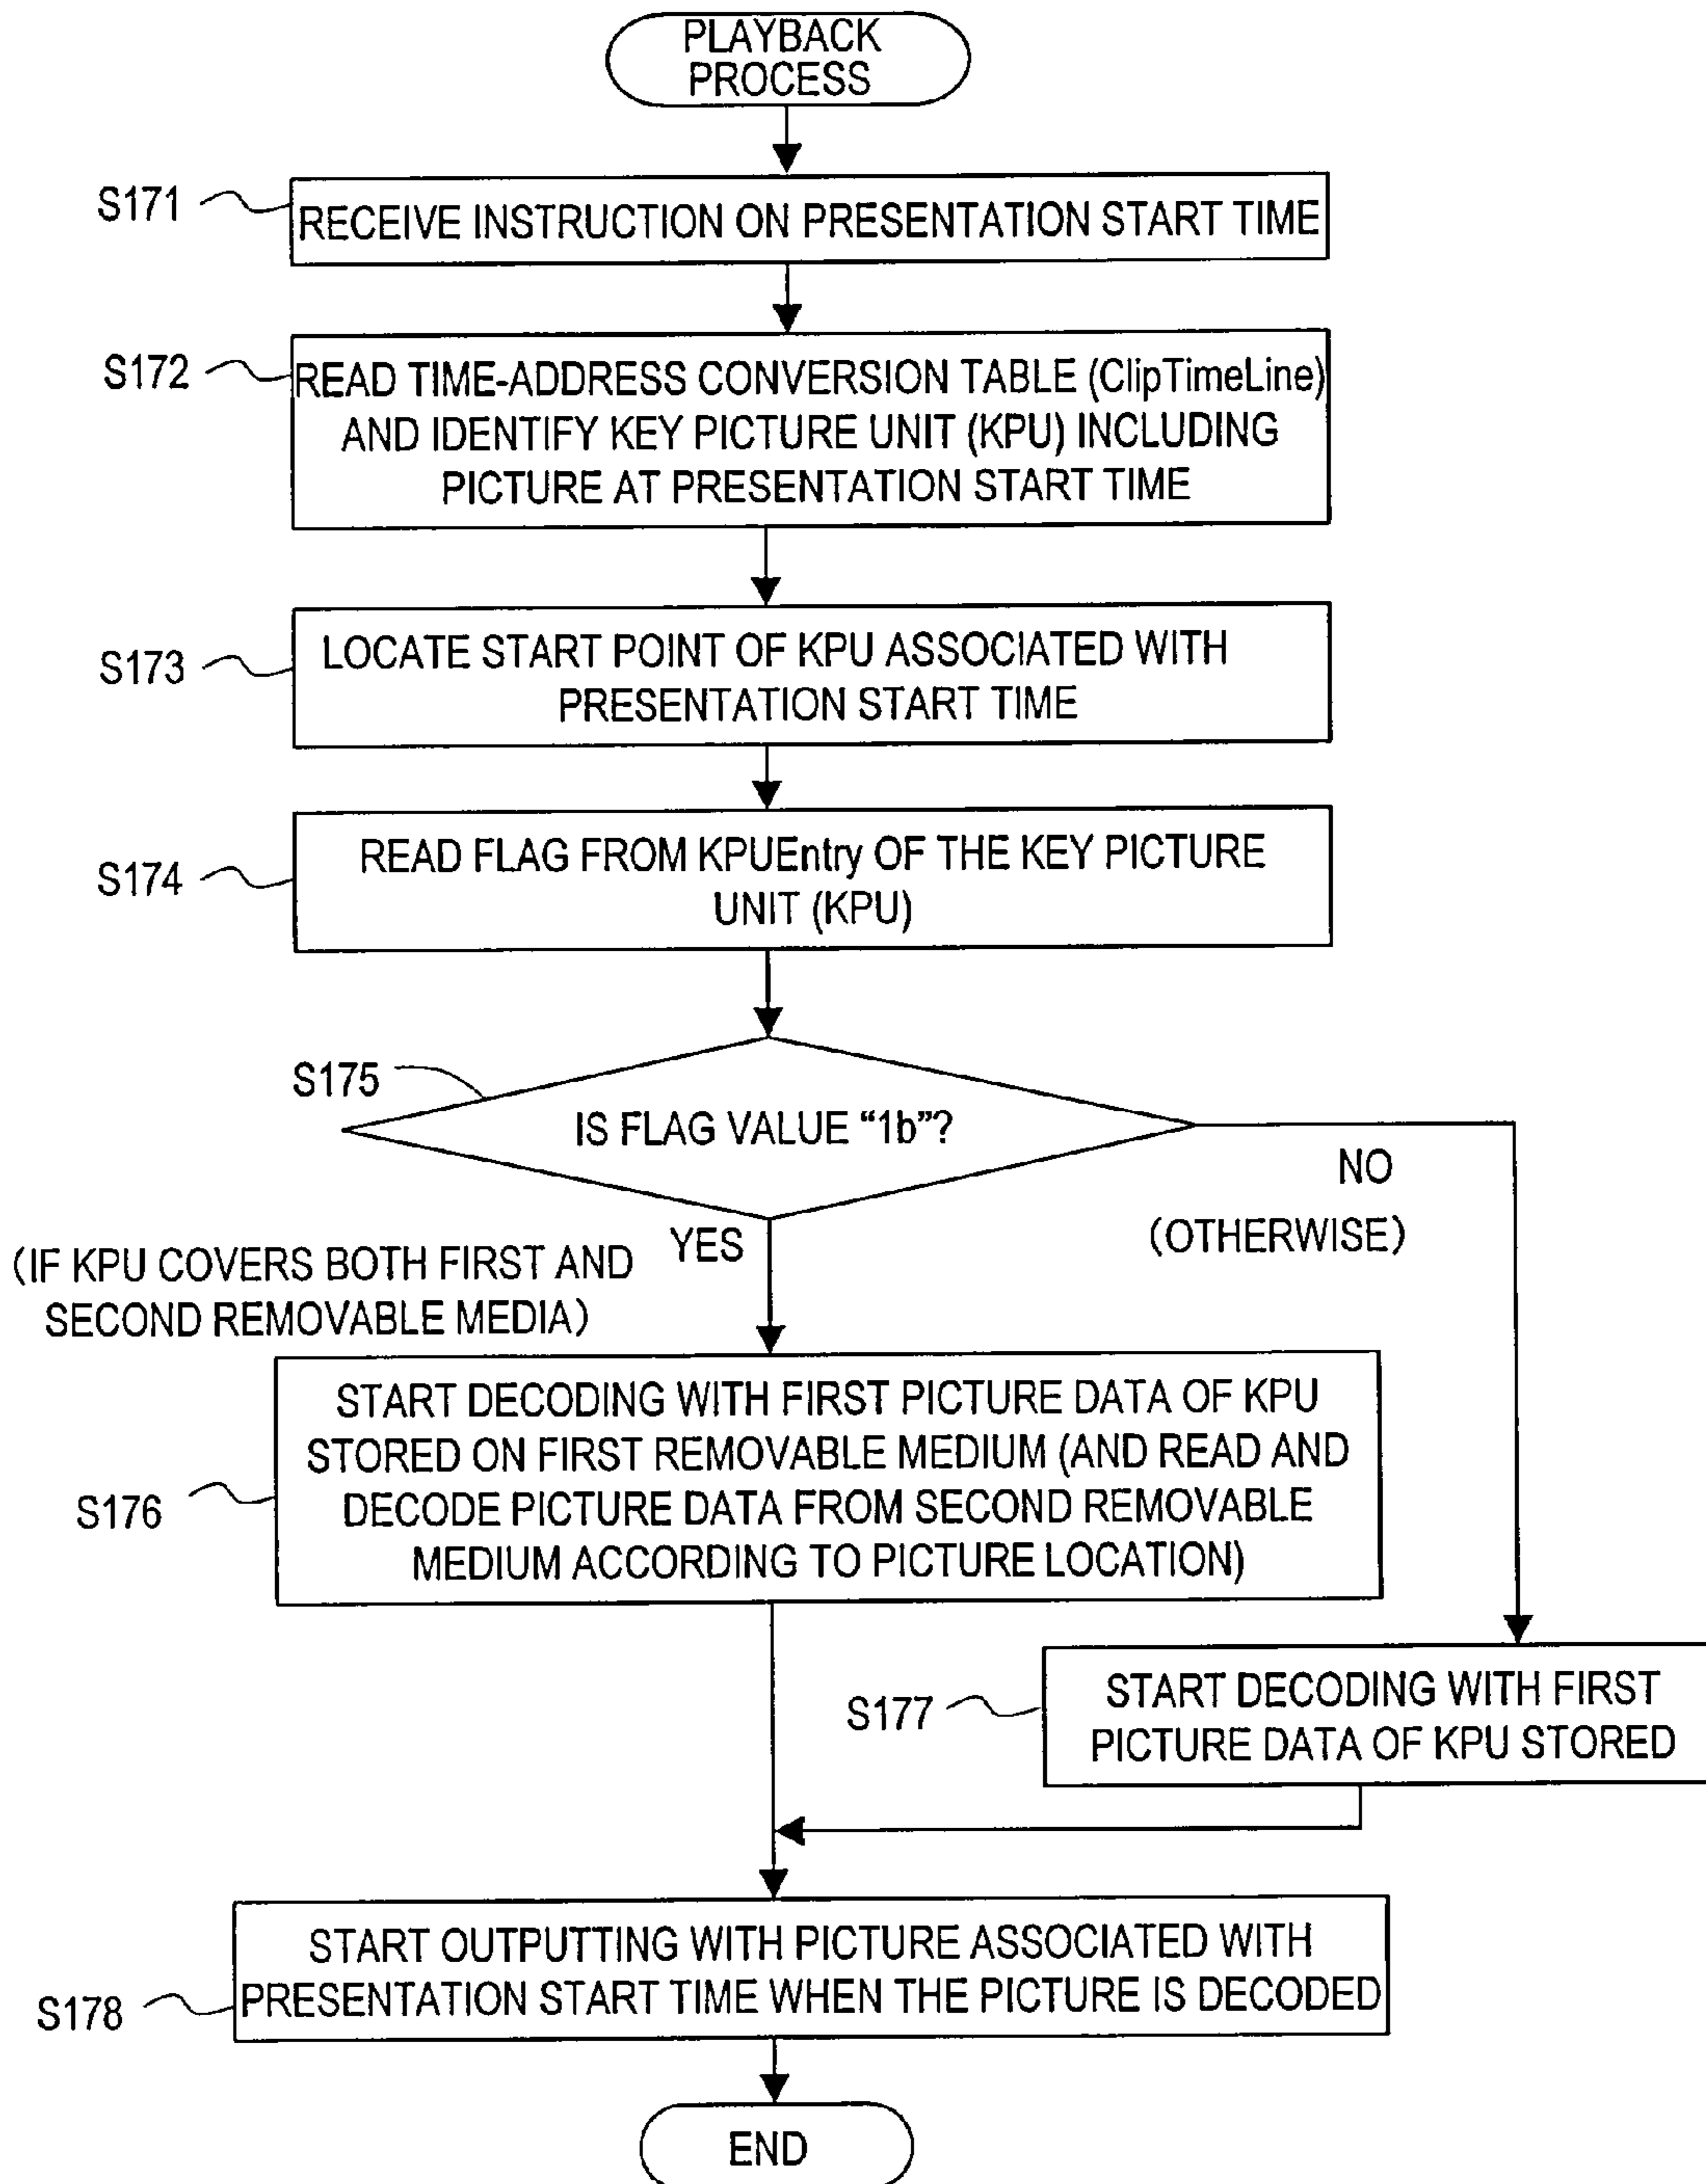 PLAYBACK
PROCESS
S171
RECEIVE INSTRUCTION ON PRESENTATION START TIME
S172
READ TIME-ADDRESS CONVERSION TABLE (ClipTimeLine)
AND IDENTIFY KEY PICTURE UNIT (KPU) INCLUDING
PICTURE AT PRESENTATION START TIME
S173
LOCATE START POINT OF KPU ASSOCIATED WITH
PRESENTATION START TIME
S174
READ FLAG FROM KPUEntry OF THE KEY PICTURE
UNIT (KPU)
S175
IS FLAG VALUE “1b”?
NO
(OTHERWISE)
YES
(IF KPU COVERS BOTH FIRST AND
SECOND REMOVABLE MEDIA)
S176
START DECODING WITH FIRST PICTURE DATA OF KPU
STORED ON FIRST REMOVABLE MEDIUM (AND READ AND
DECODE PICTURE DATA FROM SECOND REMOVABLE
MEDIUM ACCORDING TO PICTURE LOCATION)
S177
START DECODING WITH FIRST
PICTURE DATA OF KPU STORED
S178
START OUTPUTTING WITH PICTURE ASSOCIATED WITH
PRESENTATION START TIME WHEN THE PICTURE IS DECODED
END